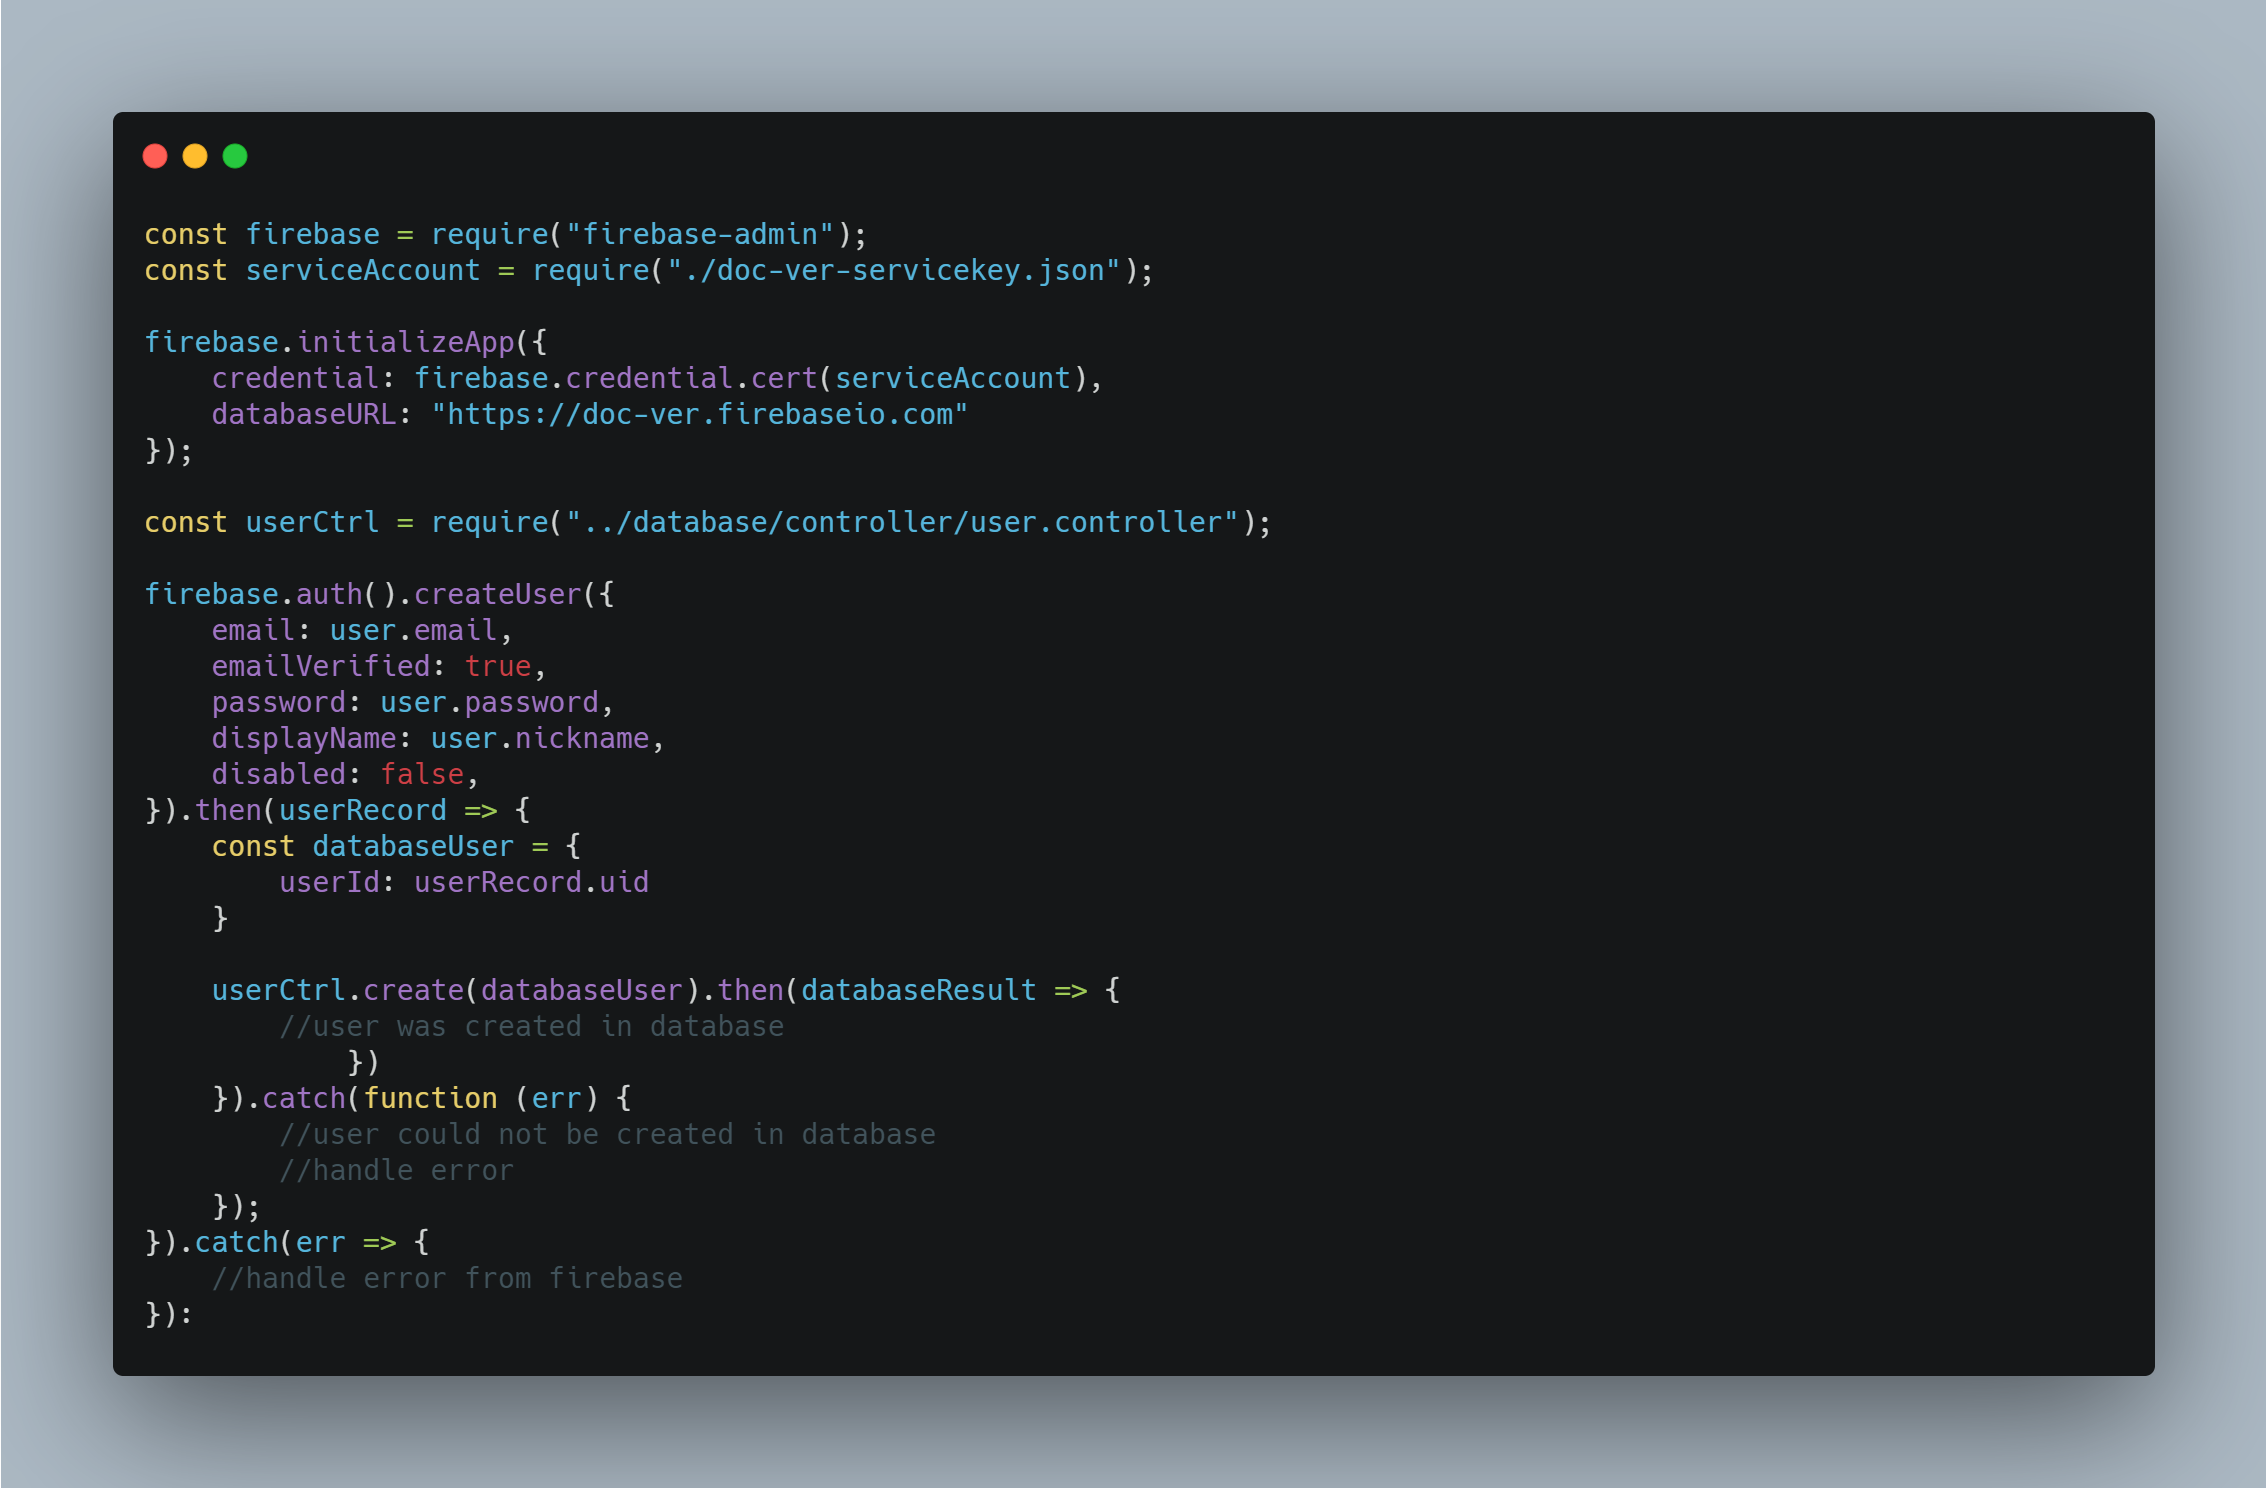 const firebase = require("firebase-admin");
const serviceAccount = require("./doc-ver-servicekey.json");

firebase.initializeApp({
    credential: firebase.credential.cert(serviceAccount),
    databaseURL: "https://doc-ver.firebaseio.com"
});

const userCtrl = require("../database/controller/user.controller");

firebase.auth().createUser({
    email: user.email,
    emailVerified: true,
    password: user.password,
    displayName: user.nickname,
    disabled: false,
}).then(userRecord => {
    const databaseUser = {
        userId: userRecord.uid
    }

    userCtrl.create(databaseUser).then(databaseResult => {
        //user was created in database
            })
    }).catch(function (err) {
        //user could not be created in database
        //handle error
    });
}).catch(err => {
    //handle error from firebase
}):